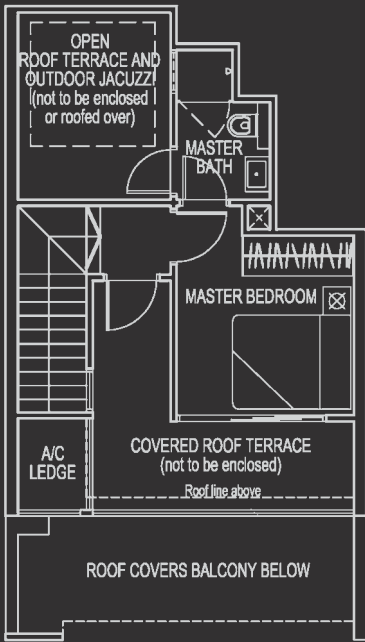 OPEN
ROOF TERRACE AND
OUTDOOR JACUZZI
(not to be enclosed
or roofed over)
MASTER
BATH
MASTER BEDROOM
A/C
LEDGE
COVERED ROOF TERRACE
(not to be enclosed)
Roof line above
ROOF COVERS BALCONY BELOW